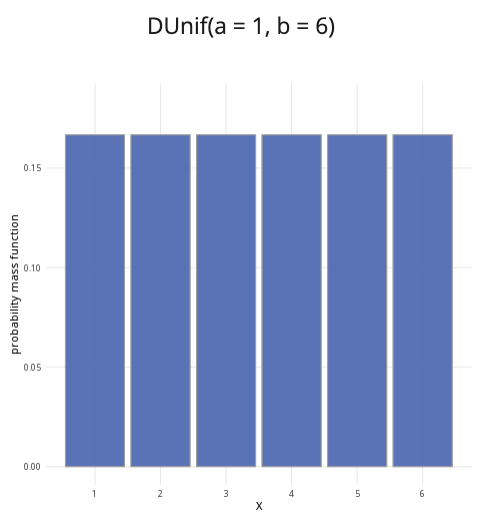 DUnif(a = 1, b = 6)
probability mass function
0.15
0.10
0.05
0.00
1 2 3 4 5 6
x